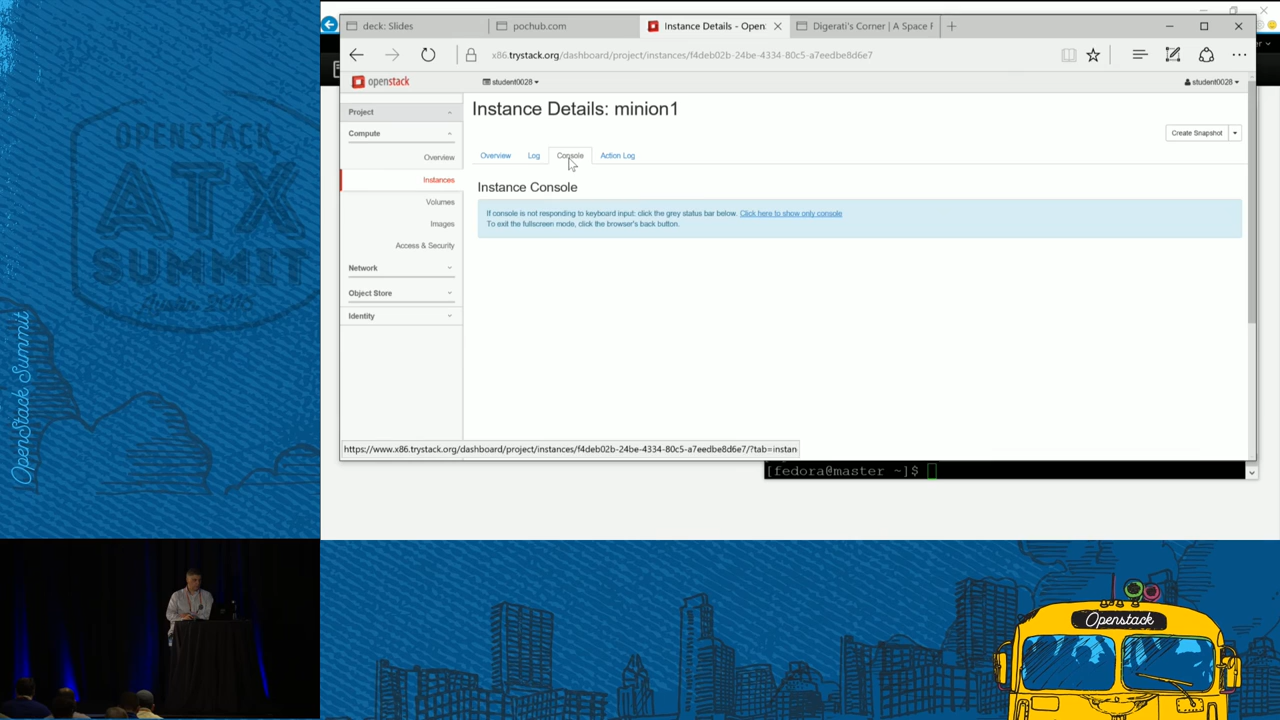 deck: Slides
pochub.com
Instance Details - Open
Digerati's Corner | A Space F
x86.trystack.org/dashboard/project/instances/f4deb02b-24be-4334-80c5-a7eedbe8d6e7
openstack
student0028
student0028
Project
Compute
Overview
Instances
Volumes
Images
Access & Security
Network
Object Store
Identity
Instance Details: minion1
Create Snapshot
Overview
Log
Console
Action Log
Instance Console
If console is not responding to keyboard input: click the grey status bar below. Click here to show only console
To exit the fullscreen mode, click the browser's back button.
https://www.x86.trystack.org/dashboard/project/instances/f4deb02b-24be-4334-80c5-a7eedbe8d6e7/?tab=instan
[fedora@master ~]$
OPENSTACK
ATX
SUMMIT
Austin 2016
OpenStack Summit
Openstack